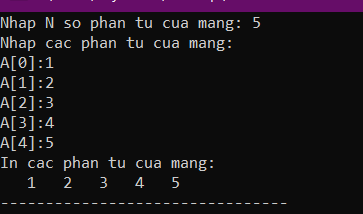 Nhap N so phan tu cua mang: 5
Nhap cac phan tu cua mang:
A[0]:1
A[1]:2
A[2]:3
A[3]:4
A[4]:5
In cac phan tu cua mang:
   1   2   3   4   5
--------------------------------